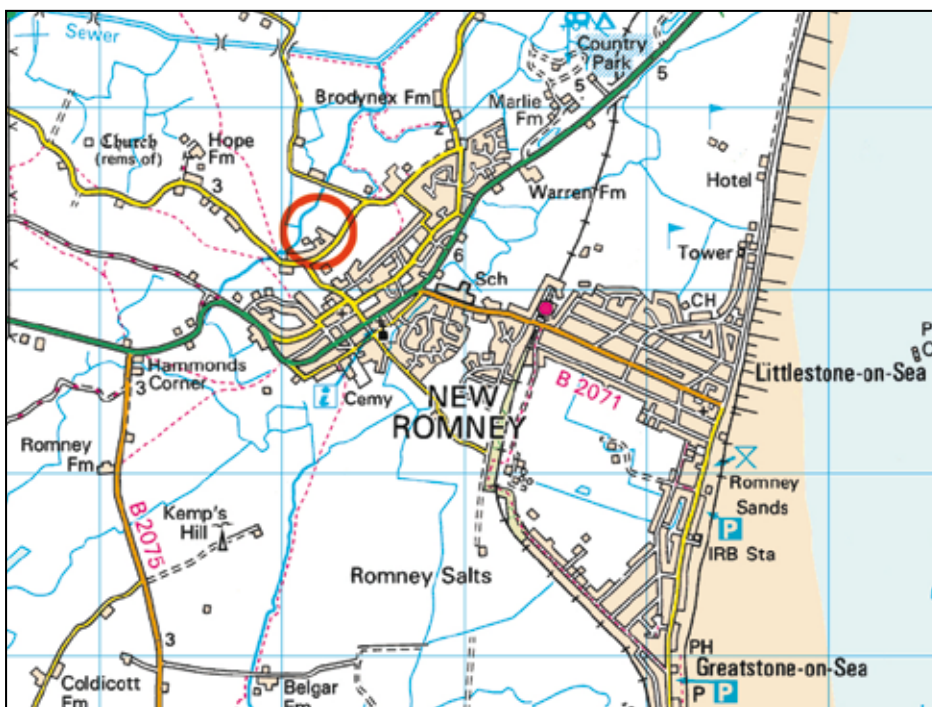 Sewer
Country
Park
5
5
Brodynex Fm
Marlie
Fm
2
Church
(rems of)
Hope
Fm
3
Warren Fm
Hotel
6
Tower
Sch
CH
Hammonds
Corner
3
B 2071
Littlestone-on-Sea
i
Cemy
NEW
ROMNEY
Romney
Fm
Romney
Sands
Kemp's
Hill
B 2075
P
IRB Sta
Romney Salts
3
PH
Greatstone-on-Sea
Coldicott
Fm
Belgar
Fm
P P